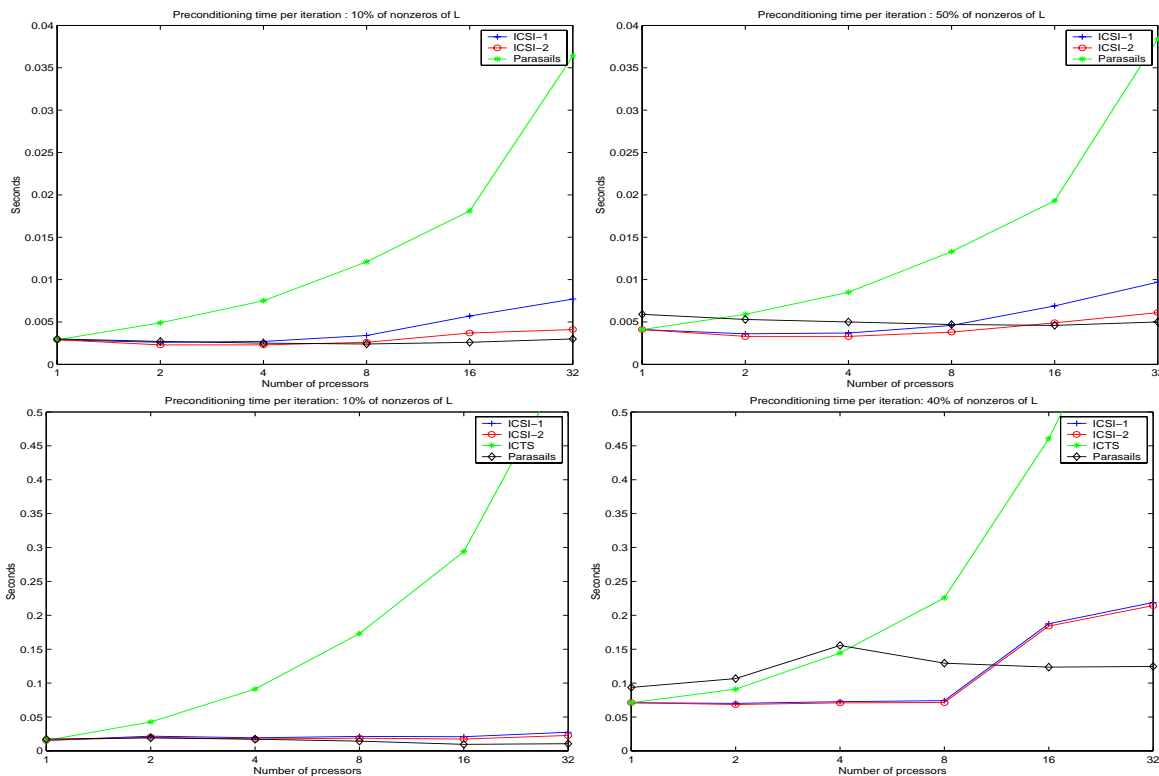 Preconditioning time per iteration : 10% of nonzeros of L
0.04
0.035
0.03
0.025
0.02
0.015
0.01
0.005
0
Seconds
1
2
4
8
16
32
Number of prcessors
ICSI−1
ICSI−2
Parasails
Preconditioning time per iteration : 50% of nonzeros of L
0.04
0.035
0.03
0.025
0.02
0.015
0.01
0.005
0
Seconds
1
2
4
8
16
32
Number of prcessors
ICSI−1
ICSI−2
Parasails
Preconditioning time per iteration: 10% of nonzeros of L
0.5
0.45
0.4
0.35
0.3
0.25
0.2
0.15
0.1
0.05
0
Seconds
1
2
4
8
16
32
Number of prcessors
ICSI−1
ICSI−2
ICTS
Parasails
Preconditioning time per iteration: 40% of nonzeros of L
0.5
0.45
0.4
0.35
0.3
0.25
0.2
0.15
0.1
0.05
0
Seconds
1
2
4
8
16
32
Number of prcessors
ICSI−1
ICSI−2
ICTS
Parasails